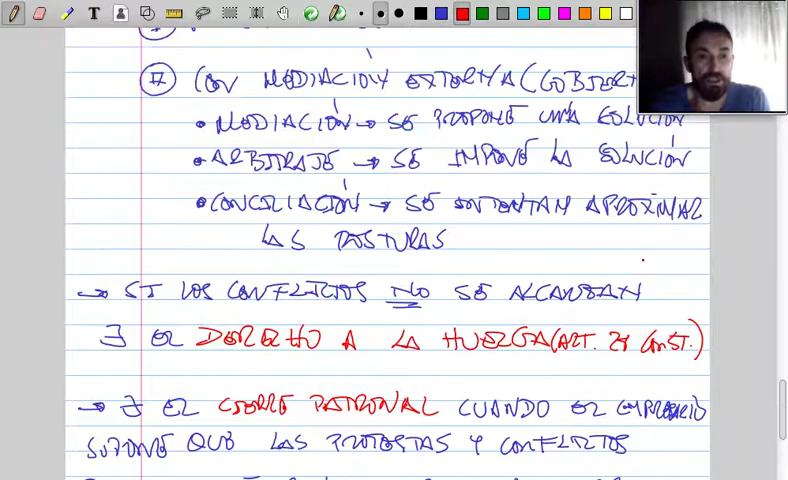 II CON MEDIACIÓN EXTERNA (GOBIERN
• MEDIACIÓN → SE PROPONE UNA SOLUCIÓN
• ARBITRAJE → SE IMPONE LA SOLUCIÓN
• CONCILIACIÓN → SE INTENTAN APROXIMAR
LAS POSTURAS
→ SI LOS CONFLICTOS NO SE ALCANZAN
∃ EL DERECHO A LA HUELGA (ART. 28 CONST.)
→ ∃ EL CIERRE PATRONAL CUANDO EL EMPRESARIO
SUPONE QUE LAS PROTESTAS Y CONFLICTOS